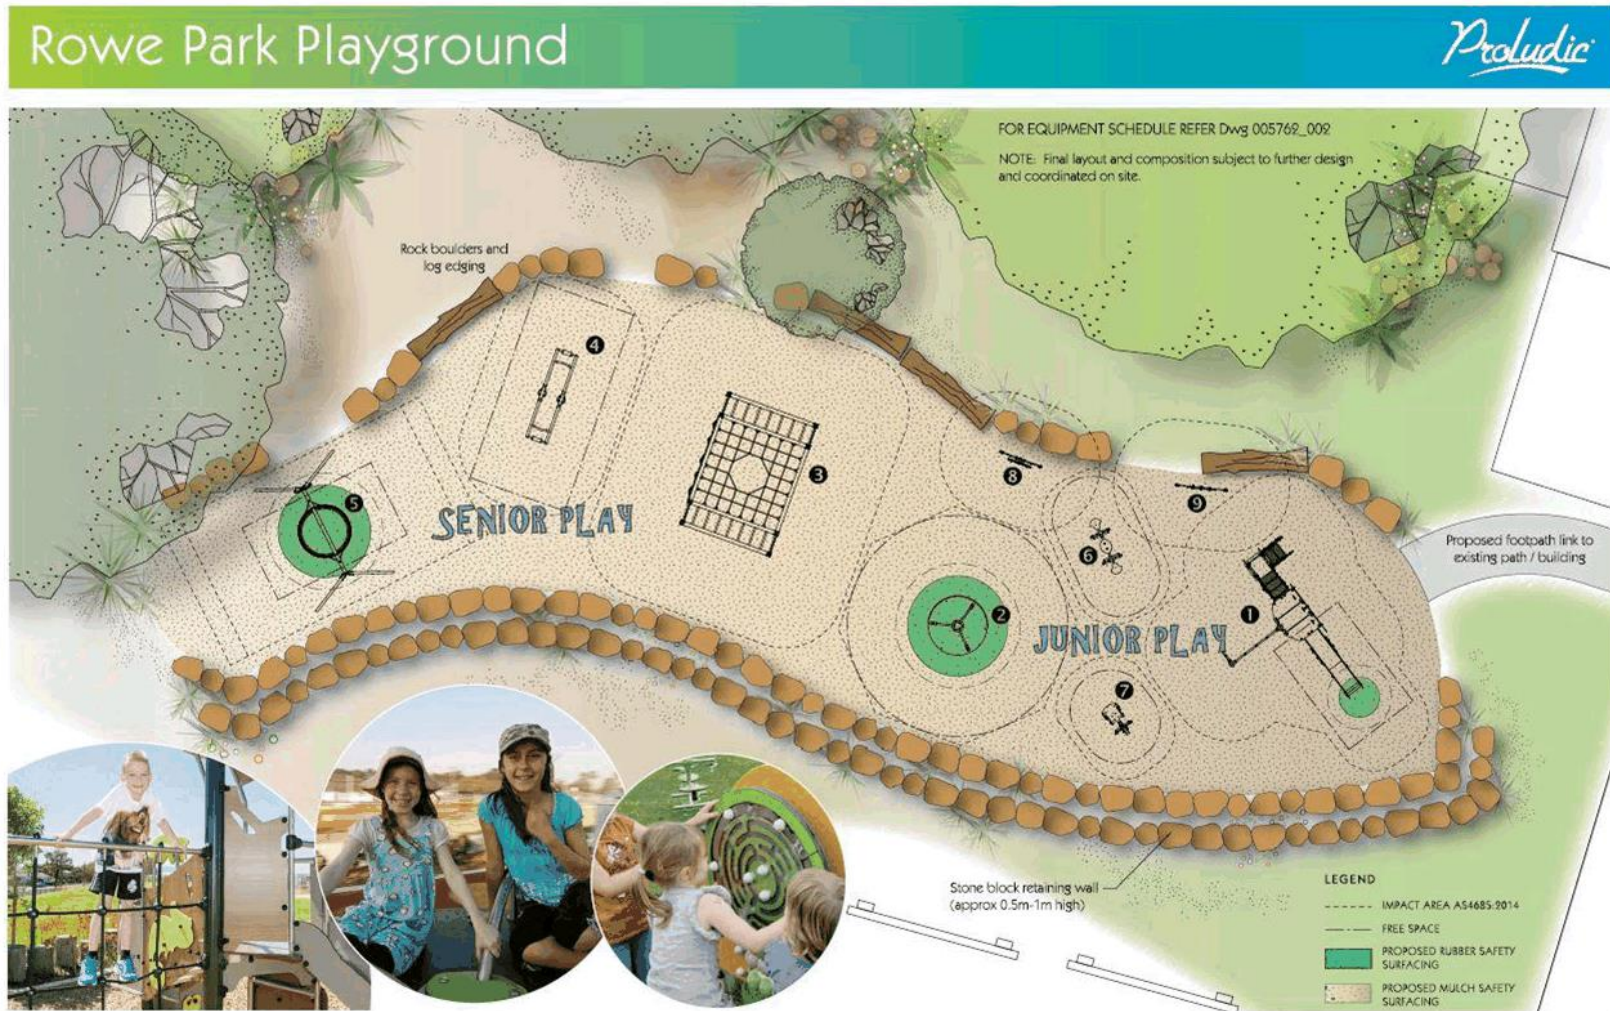 Rowe Park Playground
Proludic
FOR EQUIPMENT SCHEDULE REFER Dwg 005762_002
NOTE: Final layout and composition subject to further design
and coordinated on site.
Rock boulders and
log edging
4
3
8
9
5
SENIOR PLAY
Proposed footpath link to
existing path / building
6
2
1
JUNIOR PLAY
7
Stone block retaining wall
(approx 0.5m-1m high)
LEGEND
IMPACT AREA AS4685:2014
FREE SPACE
PROPOSED RUBBER SAFETY
SURFACING
PROPOSED MULCH SAFETY
SURFACING